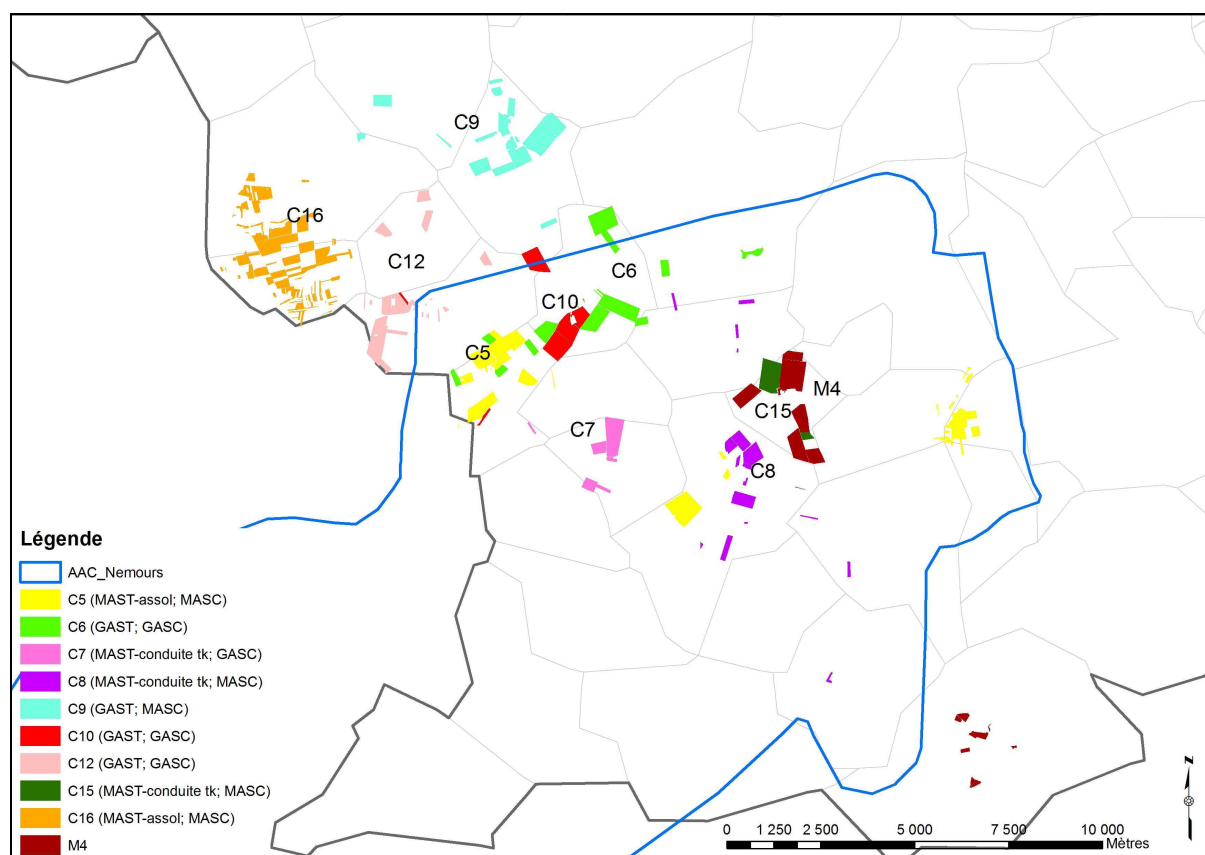 C9
C16
C12
C6
C10
C5
M4
C15
C7
C8
Légende
AAC_Nemours
C5 (MAST-assol; MASC)
C6 (GAST; GASC)
C7 (MAST-conduite tk; GASC)
C8 (MAST-conduite tk; MASC)
C9 (GAST; MASC)
C10 (GAST; GASC)
C12 (GAST; GASC)
C15 (MAST-conduite tk; MASC)
C16 (MAST-assol; MASC)
M4
N
0 1 250 2 500 5 000 7 500 10 000
Mètres